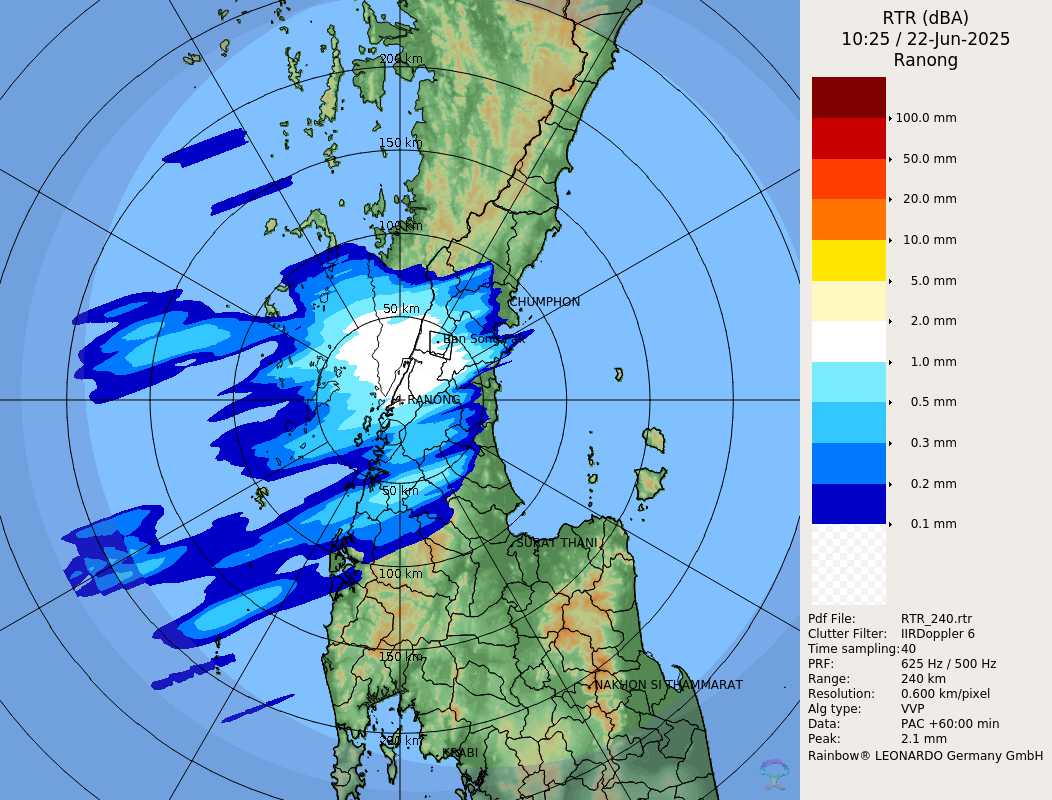 RTR (dBA)
10:25 / 22-Jun-2025
Ranong
200 km
150 km
100 km
50 km
CHUMPHON
RANONG
50 km
SURAT THANI
100 km
150 km
NAKHON SI THAMMARAT
200 km
KRABI
100.0 mm
50.0 mm
20.0 mm
10.0 mm
5.0 mm
2.0 mm
1.0 mm
0.5 mm
0.3 mm
0.2 mm
0.1 mm
Pdf File: RTR_240.rtr
Clutter Filter: IIRDoppler 6
Time sampling:40
PRF: 625 Hz / 500 Hz
Range: 240 km
Resolution: 0.600 km/pixel
Alg type: VVP
Data: PAC +60:00 min
Peak: 2.1 mm
Rainbow® LEONARDO Germany GmbH